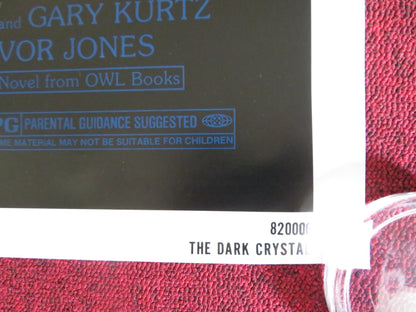 and GARY KURTZ
VOR JONES
Novel from OWL Books
PG PARENTAL GUIDANCE SUGGESTED
ME MATERIAL MAY NOT BE SUITABLE FOR CHILDREN
82000
THE DARK CRYSTA